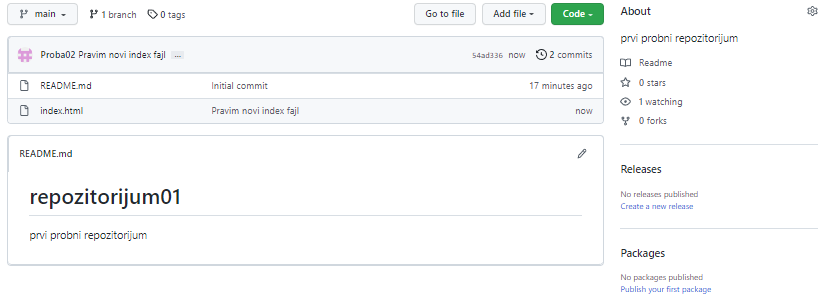 main
1 branch
0 tags
Go to file
Add file
Code
Proba02 Pravim novi index fajl
...
54ad336 now
2 commits
README.md
Initial commit
17 minutes ago
index.html
Pravim novi index fajl
now
README.md
repozitorijum01
prvi probni repozitorijum
About
prvi probni repozitorijum
Readme
0 stars
1 watching
0 forks
Releases
No releases published
Create a new release
Packages
No packages published
Publish your first package